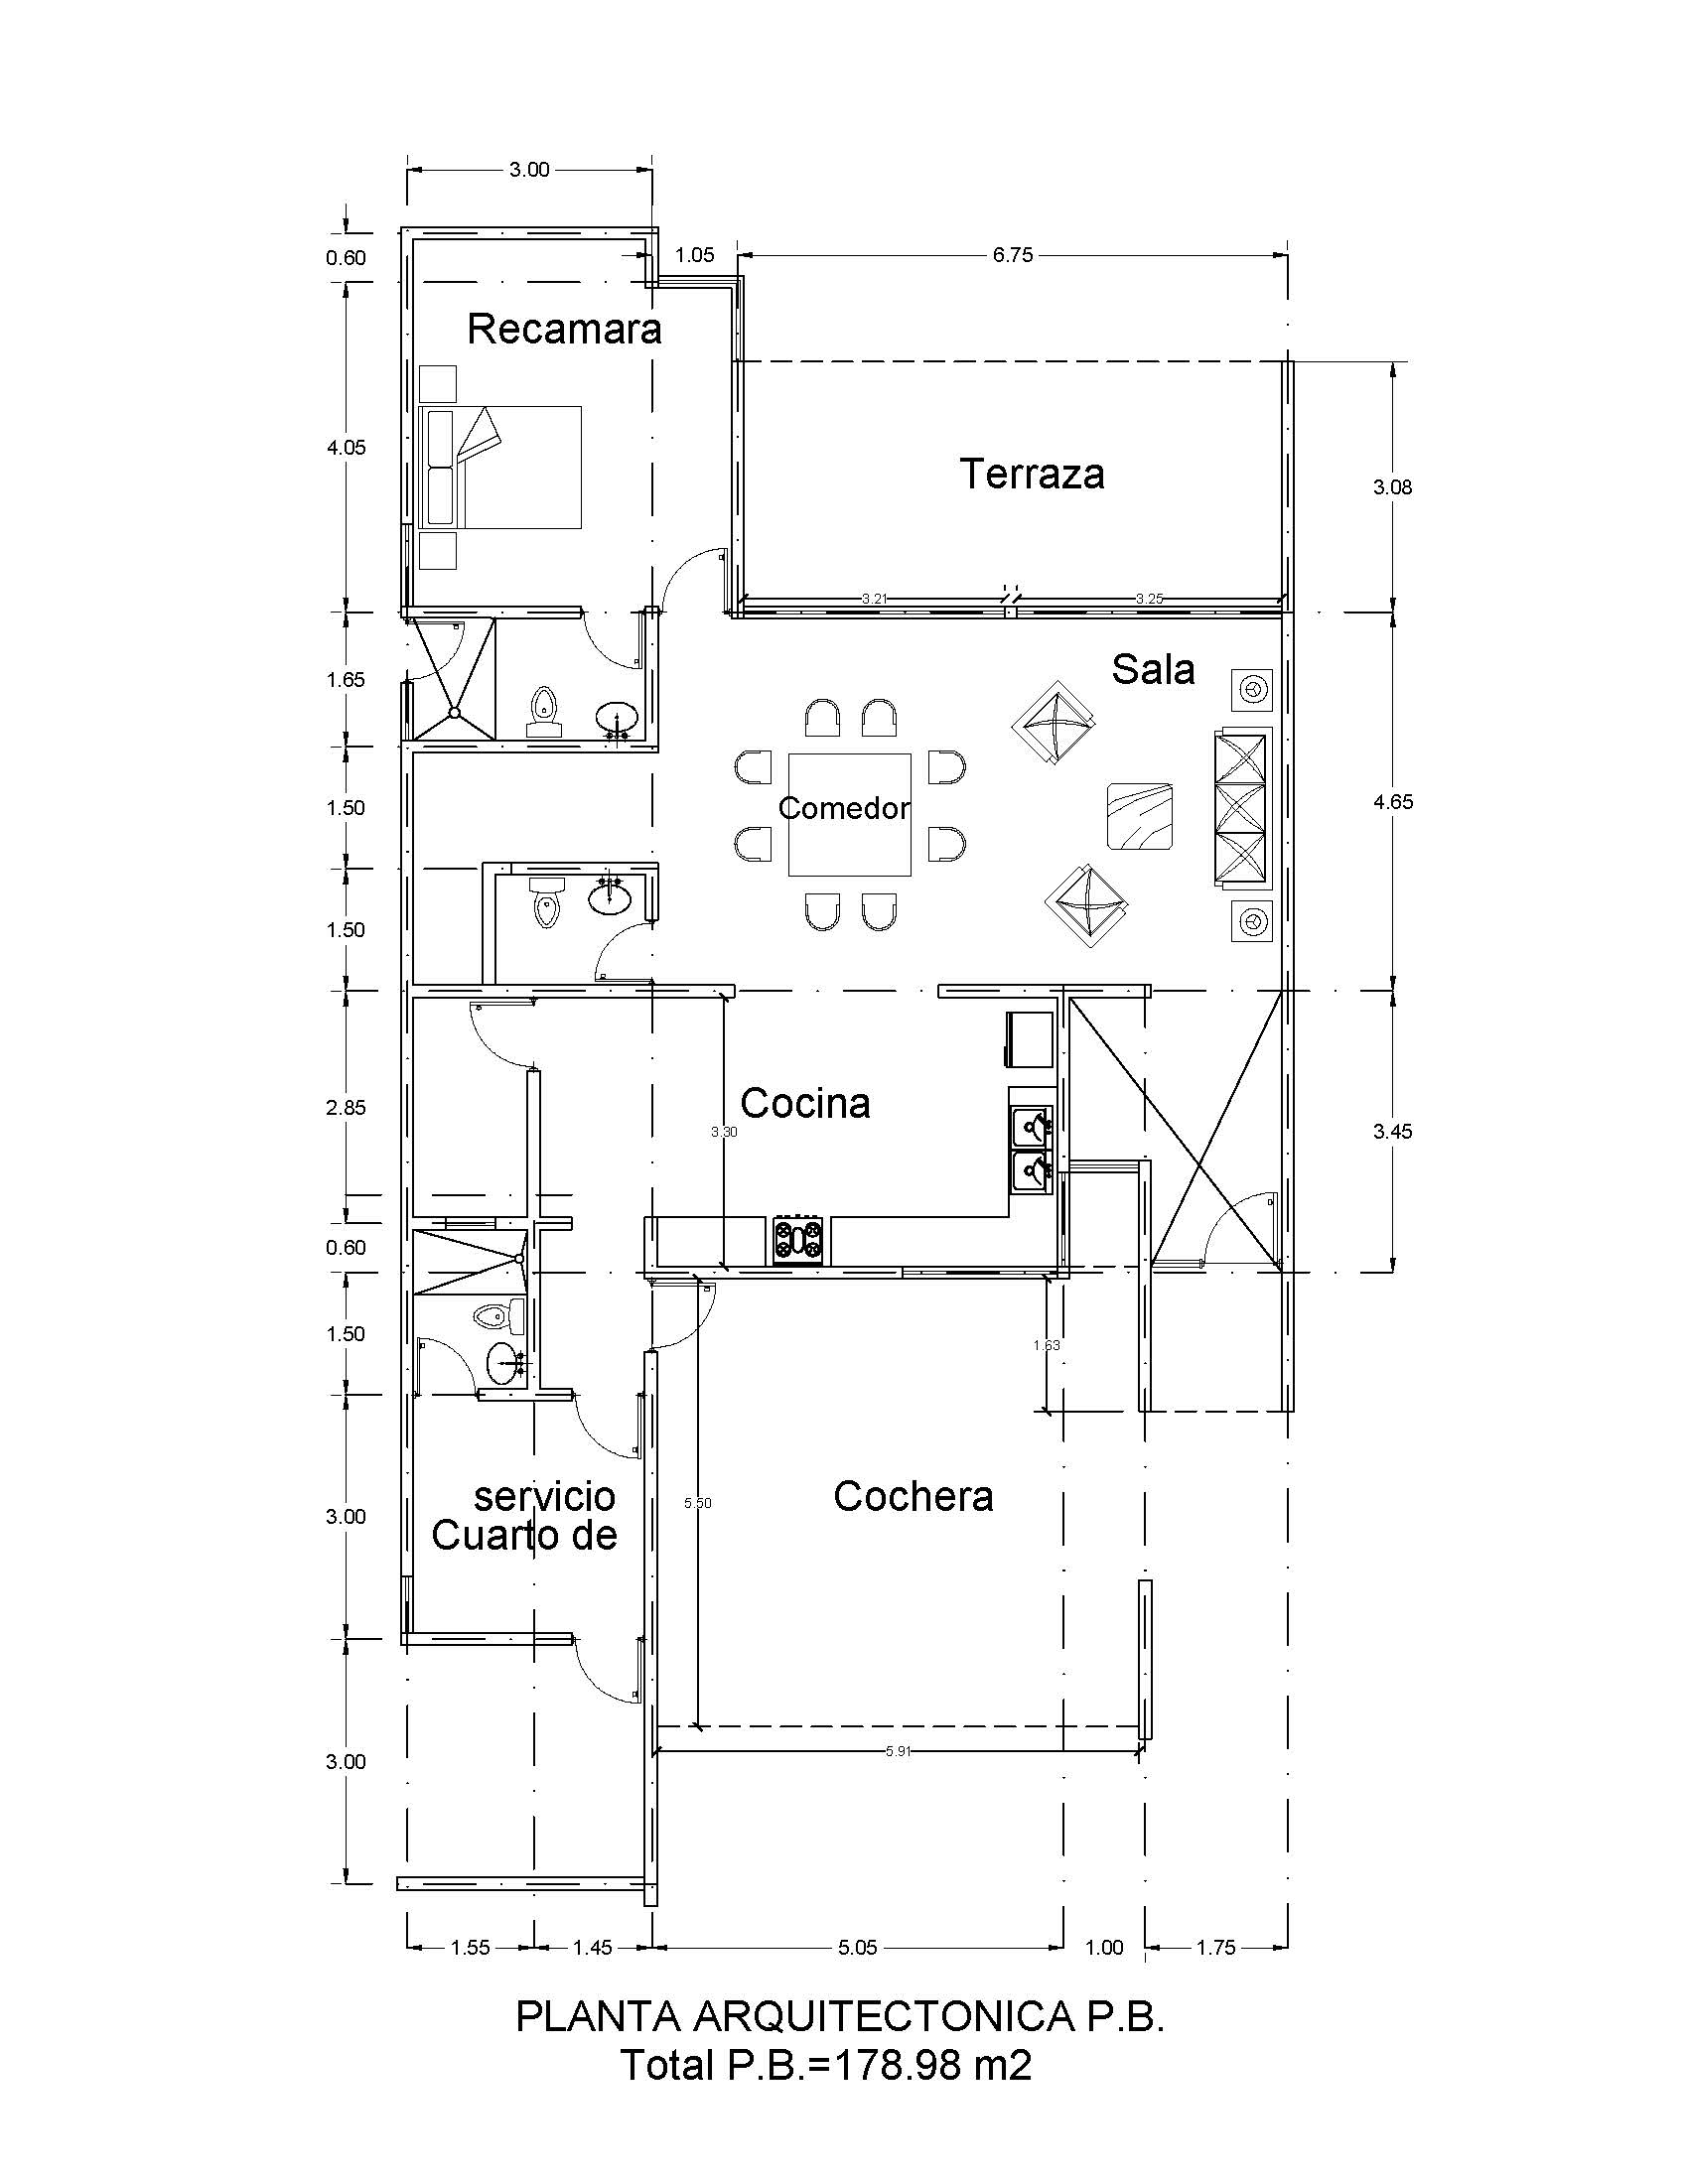 3.00
0.60
1.05
6.75
Recamara
4.05
Terraza
3.08
3.21
3.25
1.65
Sala
1.50
Comedor
4.65
1.50
2.85
Cocina
3.30
3.45
0.60
1.50
1.63
servicio
Cuarto de
3.00
5.50
Cochera
5.91
3.00
1.55
1.45
5.05
1.00
1.75
PLANTA ARQUITECTONICA P.B.
Total P.B.=178.98 m2